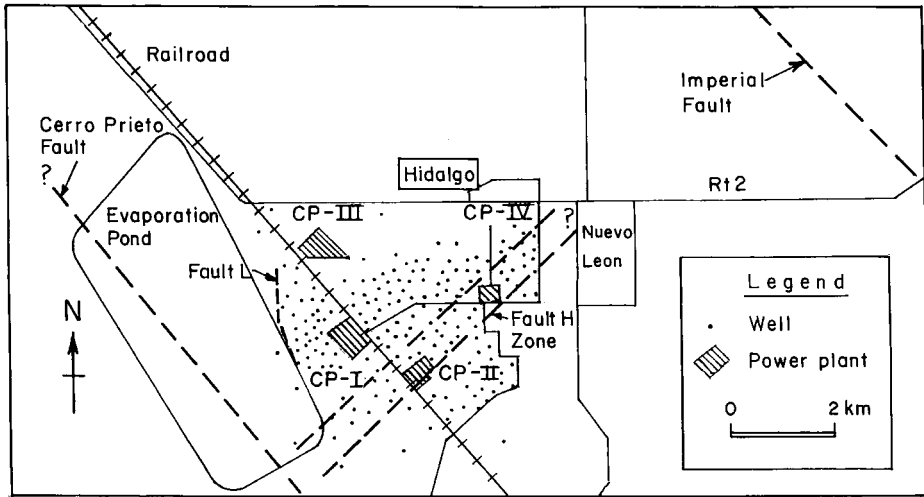 Railroad
Imperial
Fault
Cerro Prieto
Fault
?
Hidalgo
Rt 2
Evaporation
Pond
CP-III
CP-IV
?
Nuevo
Leon
Fault L
Fault H
Zone
N
CP-I
CP-II
Legend
Well
Power plant
0 2 km